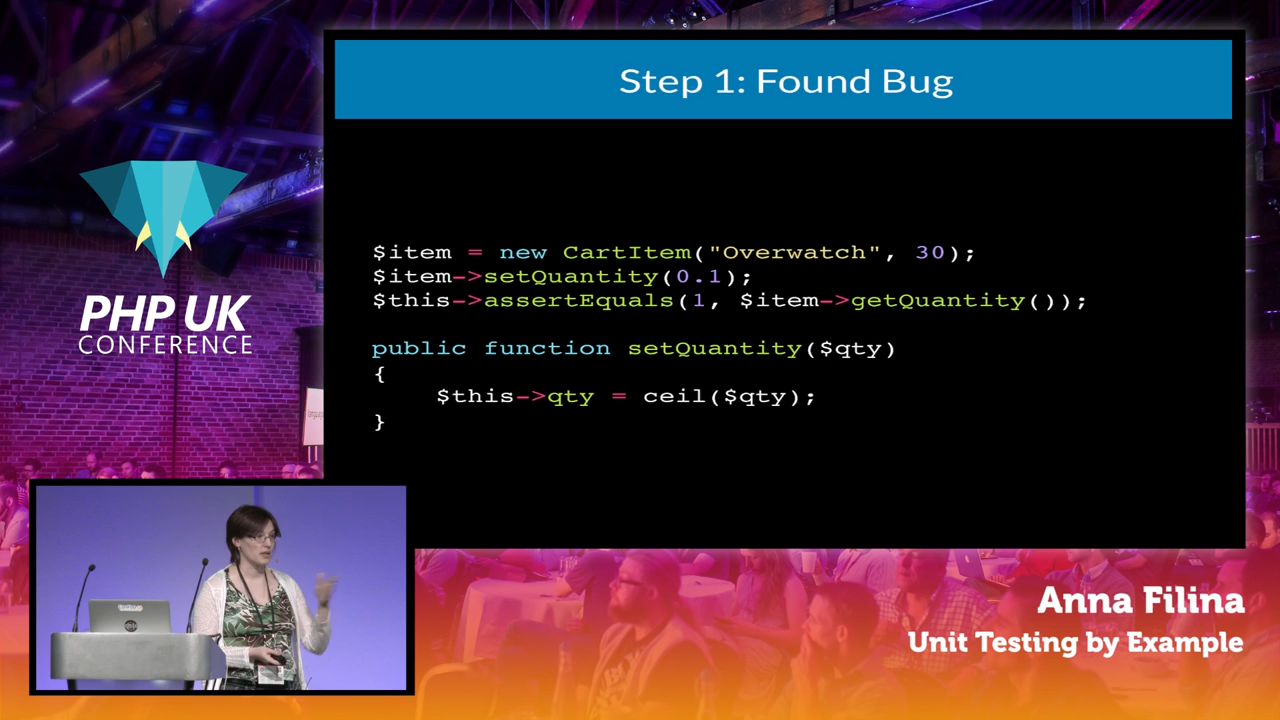 Step 1: Found Bug
$item = new CartItem("Overwatch", 30);
$item->setQuantity(0.1);
$this->assertEquals(1, $item->getQuantity());
public function setQuantity($qty)
{
    $this->qty = ceil($qty);
}
PHP UK
CONFERENCE
Anna Filina
Unit Testing by Example